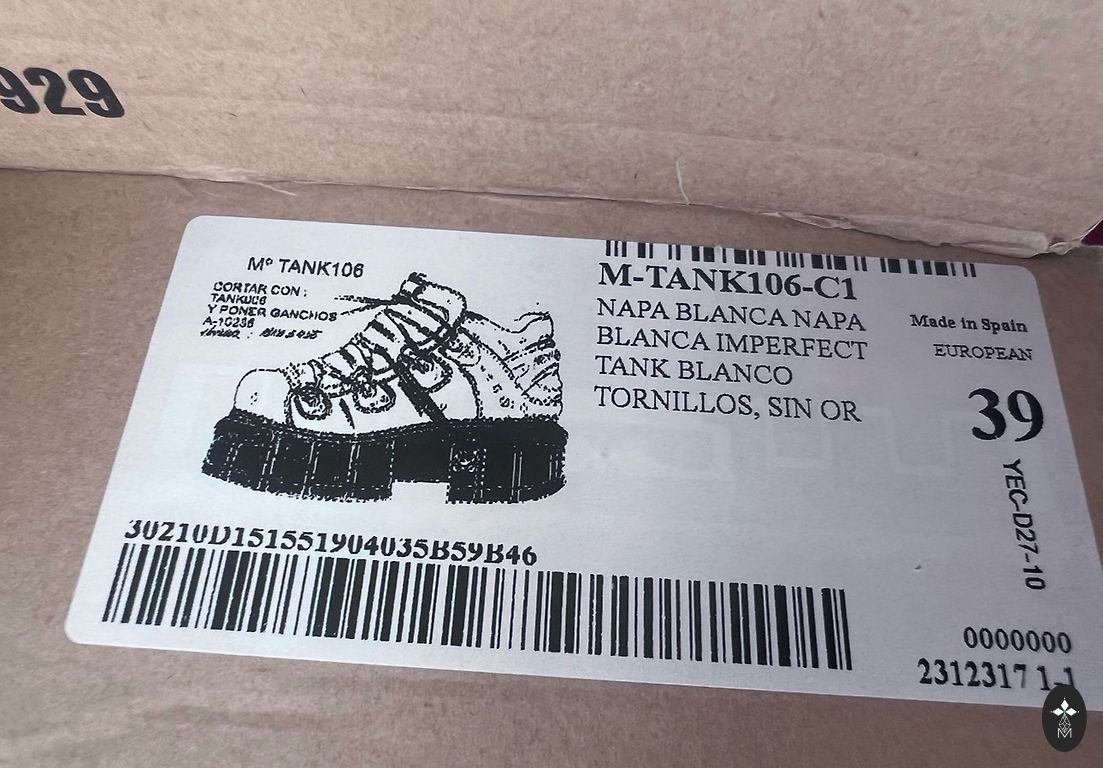 929
Mº TANK106
CORTAR CON :
Y PONER GANCHOS
A-10236
M-TANK106-C1
NAPA BLANCA NAPA
BLANCA IMPERFECT
TANK BLANCO
TORNILLOS, SIN OR
Made in Spain
EUROPEAN
39
YEC-D27-10
30210D151551904035B59B46
0000000
2312317 1-1
M